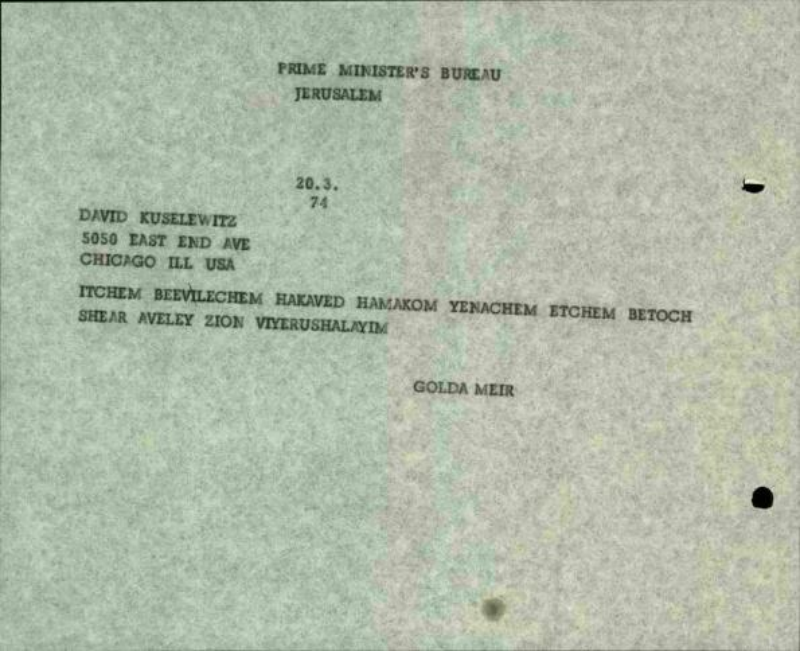 PRIME MINISTER'S BUREAU
JERUSALEM
20.3.
74
DAVID KUSELEWITZ
5050 EAST END AVE
CHICAGO ILL USA
ITCHEM BEEVILECHEM HAKAVED HAMAKOM YENACHEM ETCHEM BETOCH
SHEAR AVELEY ZION VIYERUSHALAYIM
GOLDA MEIR